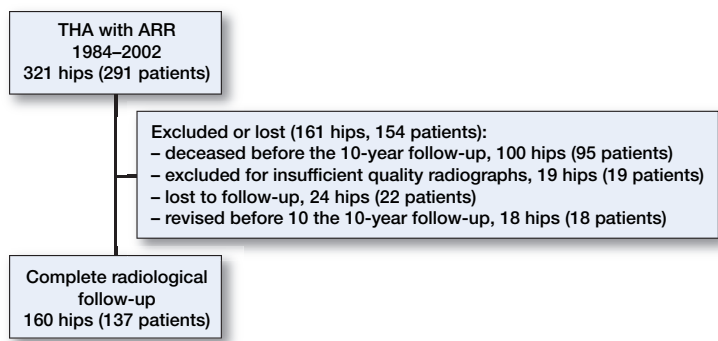 THA with ARR
1984–2002
321 hips (291 patients)
Excluded or lost (161 hips, 154 patients):
– deceased before the 10-year follow-up, 100 hips (95 patients)
– excluded for insufficient quality radiographs, 19 hips (19 patients)
– lost to follow-up, 24 hips (22 patients)
– revised before 10 the 10-year follow-up, 18 hips (18 patients)
Complete radiological
follow-up
160 hips (137 patients)